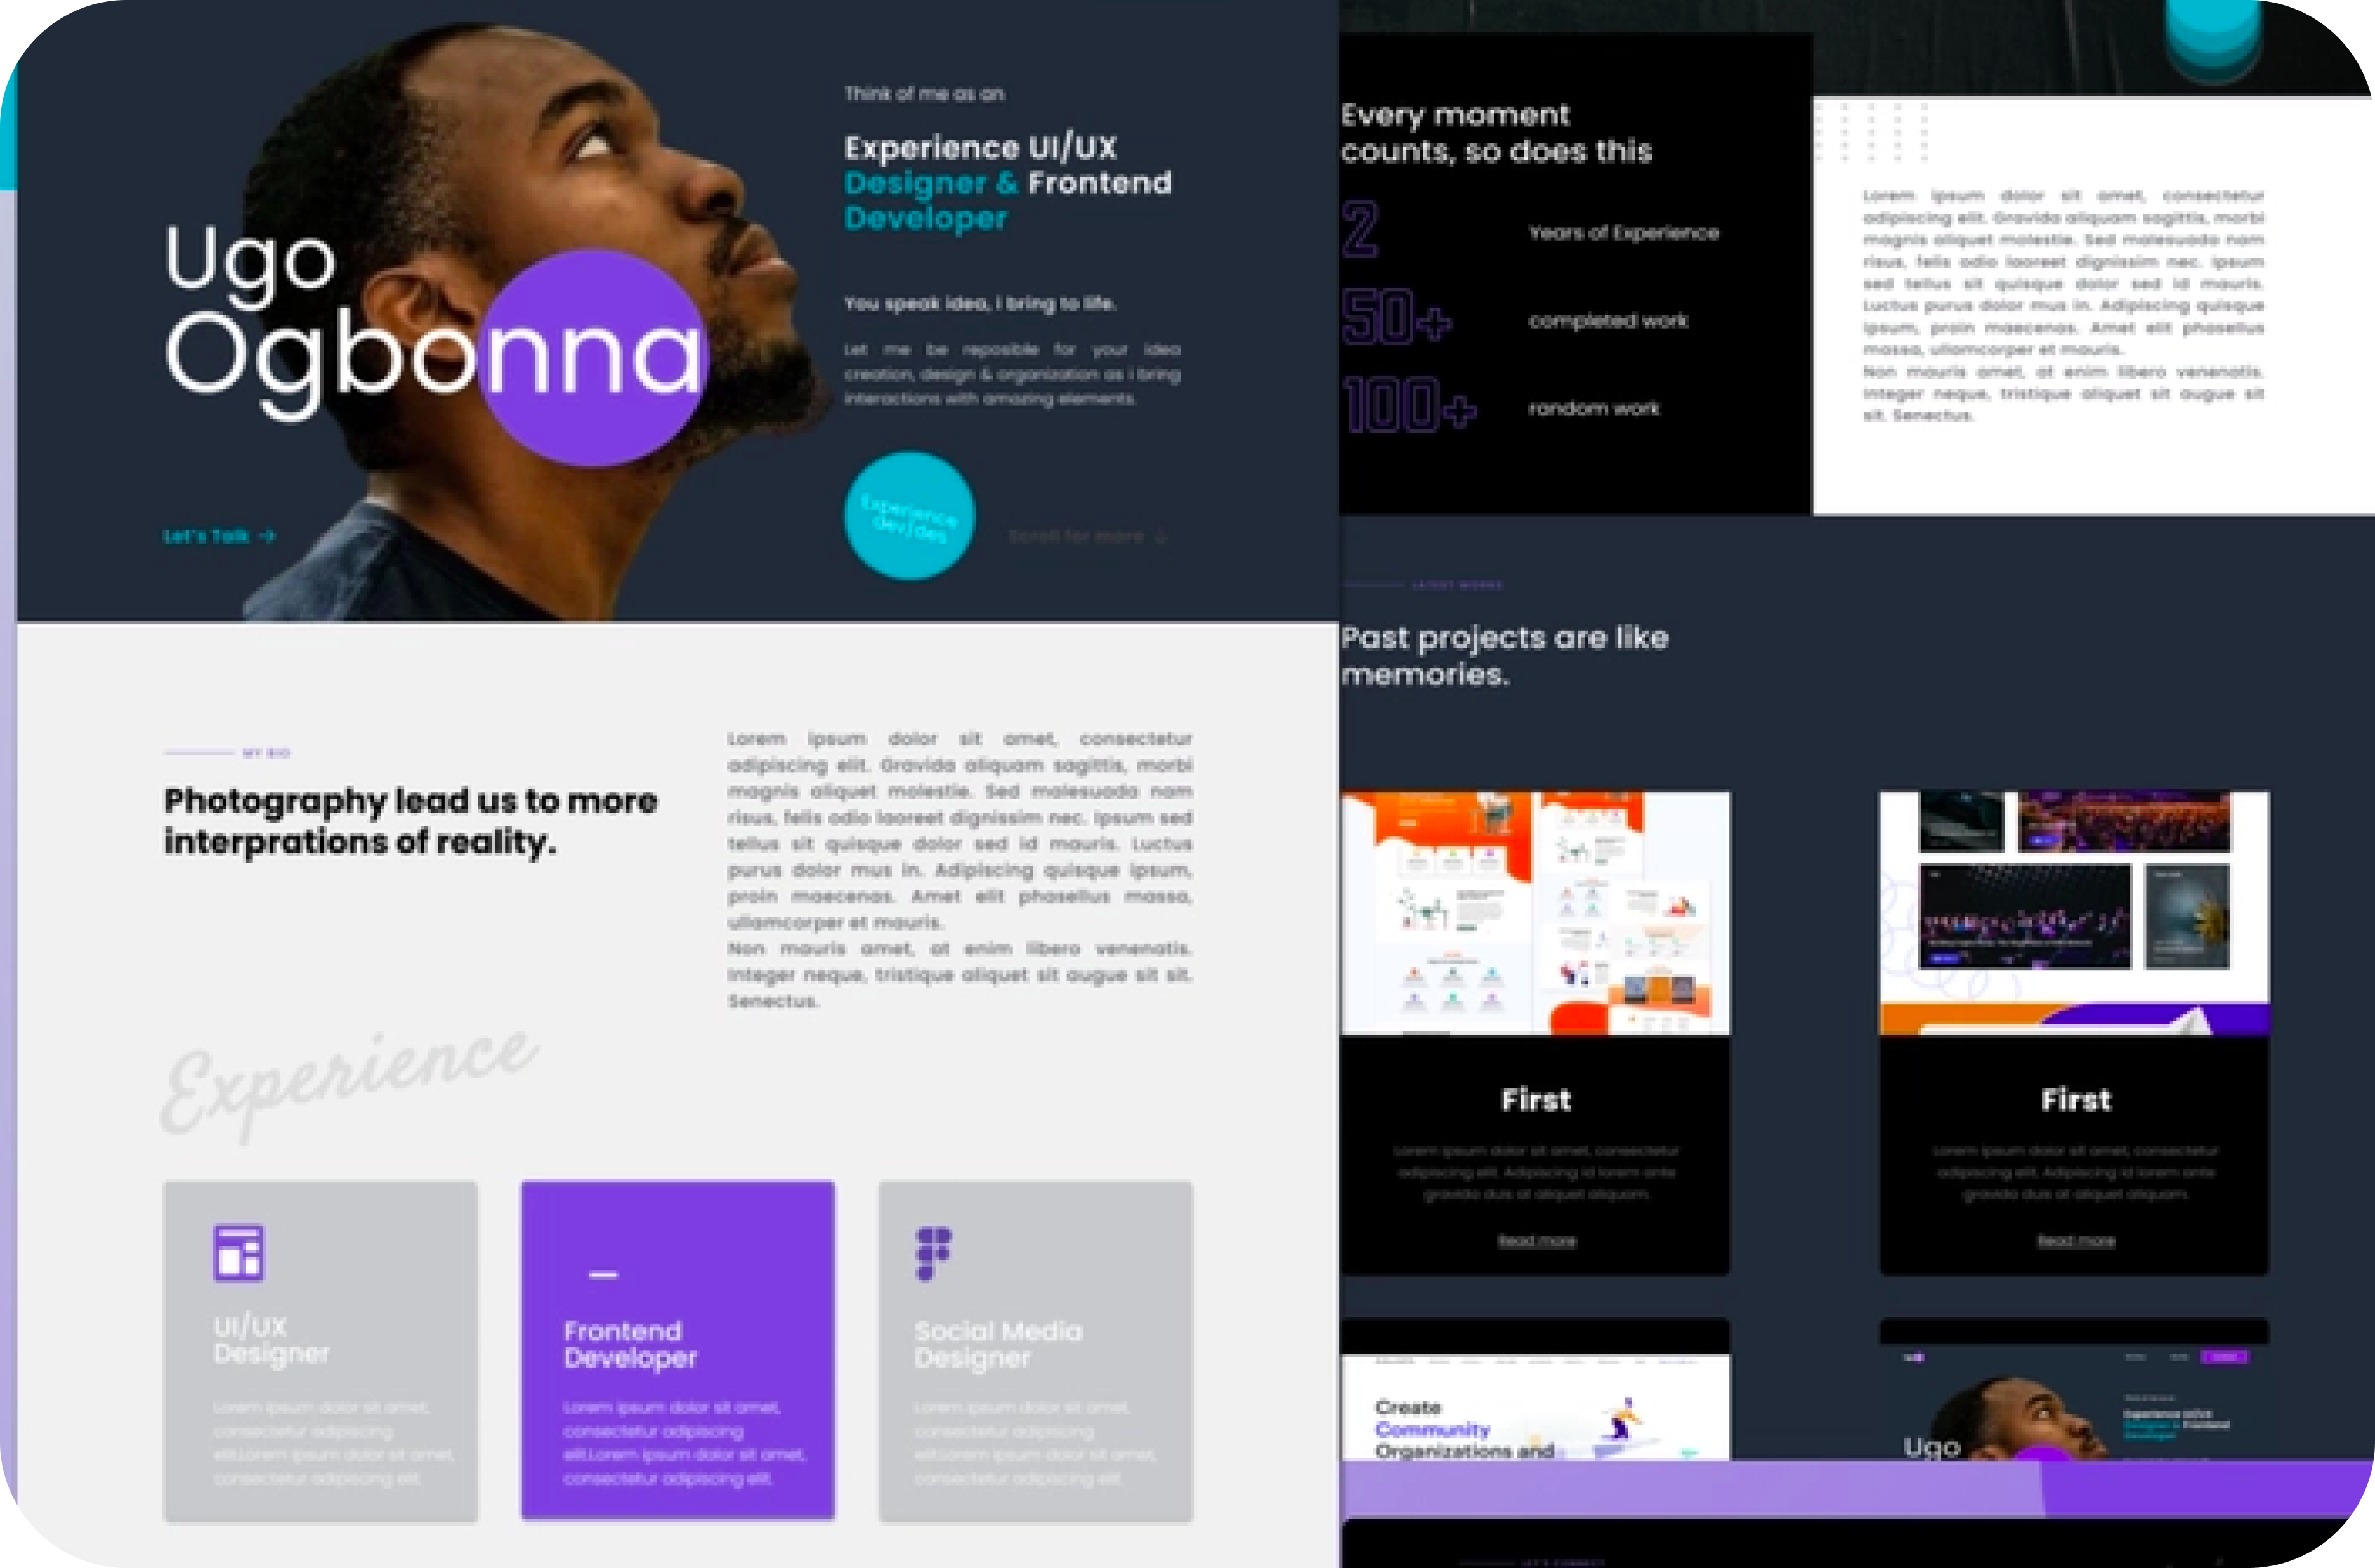 Ugo
Ogbonna
Let's Talk →
Think of me as an
Experience UI/UX
Designer & Frontend
Developer
You speak idea, i bring to life.
Let me be reposible for your idea
creation, design & organization as i bring
interactions with amazing elements.
Experience
dev/des
Scroll for more ↓
MY BIO
Photography lead us to more
interprations of reality.
Lorem ipsum dolor sit amet, consectetur
adipiscing elit. Gravida aliquam sagittis, morbi
magnis aliquet molestie. Sed malesuada nam
risus, felis odio laoreet dignissim nec. Ipsum sed
tellus sit quisque dolor sed id mauris. Luctus
purus dolor mus in. Adipiscing quisque ipsum,
proin maecenas. Amet elit phasellus massa,
ullamcorper et mauris.
Non mauris amet, at enim libero venenatis.
Integer neque, tristique aliquet sit augue sit sit.
Senectus.
Experience
UI/UX
Designer
Lorem ipsum dolor sit amet,
consectetur adipiscing
elit.Lorem ipsum dolor sit amet,
consectetur adipiscing elit.
Frontend
Developer
Lorem ipsum dolor sit amet,
consectetur adipiscing
elit.Lorem ipsum dolor sit amet,
consectetur adipiscing elit.
Social Media
Designer
Lorem ipsum dolor sit amet,
consectetur adipiscing
elit.Lorem ipsum dolor sit amet,
consectetur adipiscing elit.
Every moment
counts, so does this
2 Years of Experience
50+ completed work
100+ random work
Lorem ipsum dolor sit amet, consectetur
adipiscing elit. Gravida aliquam sagittis, morbi
magnis aliquet molestie. Sed malesuada nam
risus, felis odio laoreet dignissim nec. Ipsum
sed tellus sit quisque dolor sed id mauris.
Luctus purus dolor mus in. Adipiscing quisque
ipsum, proin maecenas. Amet elit phasellus
massa, ullamcorper et mauris.
Non mauris amet, at enim libero venenatis.
Integer neque, tristique aliquet sit augue sit
sit. Senectus.
LATEST WORKS
Past projects are like
memories.
First
Lorem ipsum dolor sit amet, consectetur
adipiscing elit. Adipiscing id lorem ante
gravida duis at aliquet aliquam.
Read more
First
Lorem ipsum dolor sit amet, consectetur
adipiscing elit. Adipiscing id lorem ante
gravida duis at aliquet aliquam.
Read more
Create
Community
Organizations and
Experience UI/UX
Designer & Frontend
Developer
Ugo
LET'S CONNECT